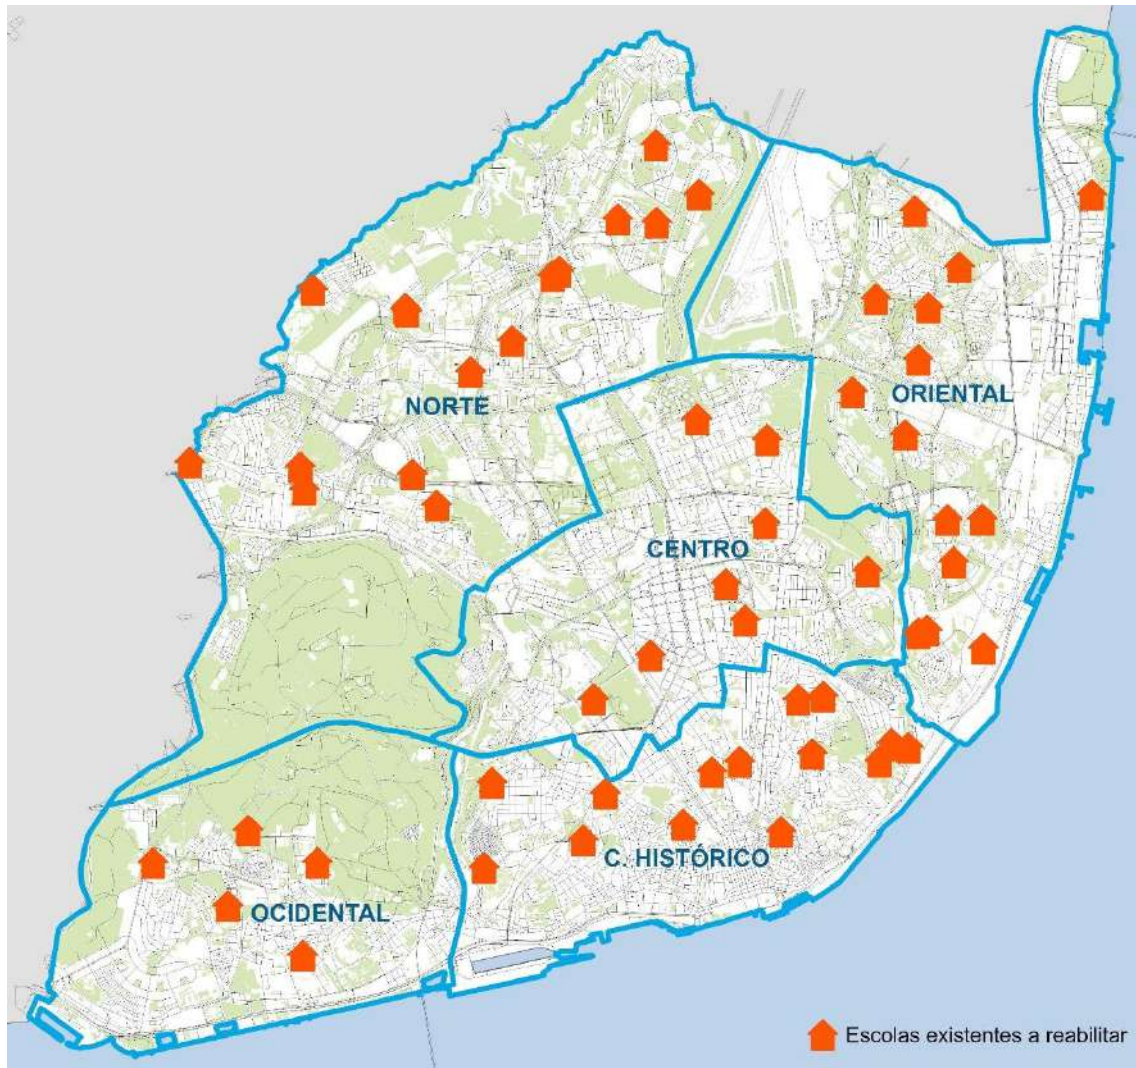 NORTE
ORIENTAL
CENTRO
C. HISTÓRICO
OCIDENTAL
Escolas existentes a reabilitar